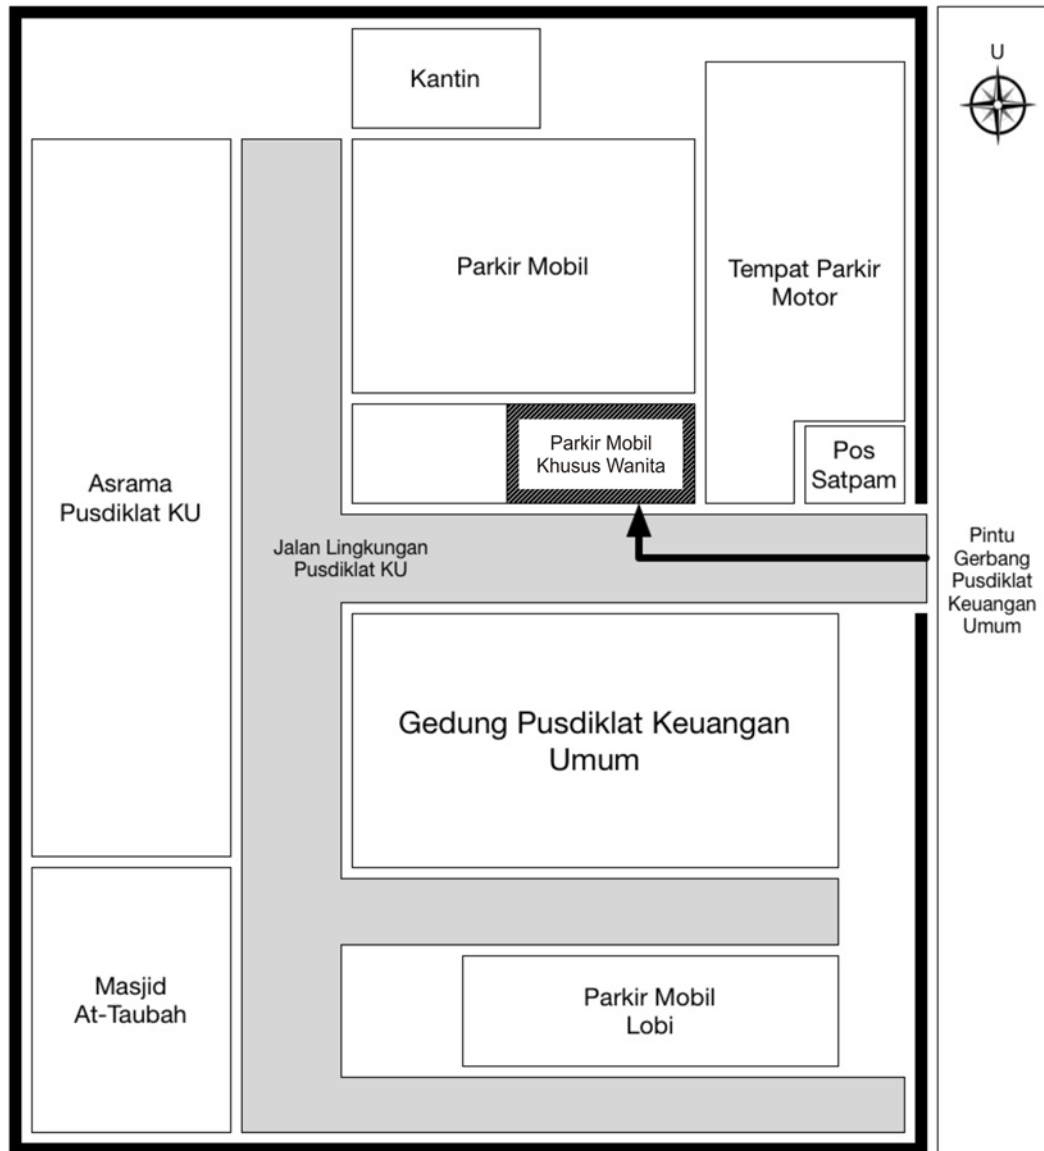 Kantin
U
Parkir Mobil
Tempat Parkir
Motor
Parkir Mobil
Khusus Wanita
Pos
Satpam
Asrama
Pusdiklat KU
Jalan Lingkungan
Pusdiklat KU
Pintu
Gerbang
Pusdiklat
Keuangan
Umum
Gedung Pusdiklat Keuangan
Umum
Masjid
At-Taubah
Parkir Mobil
Lobi